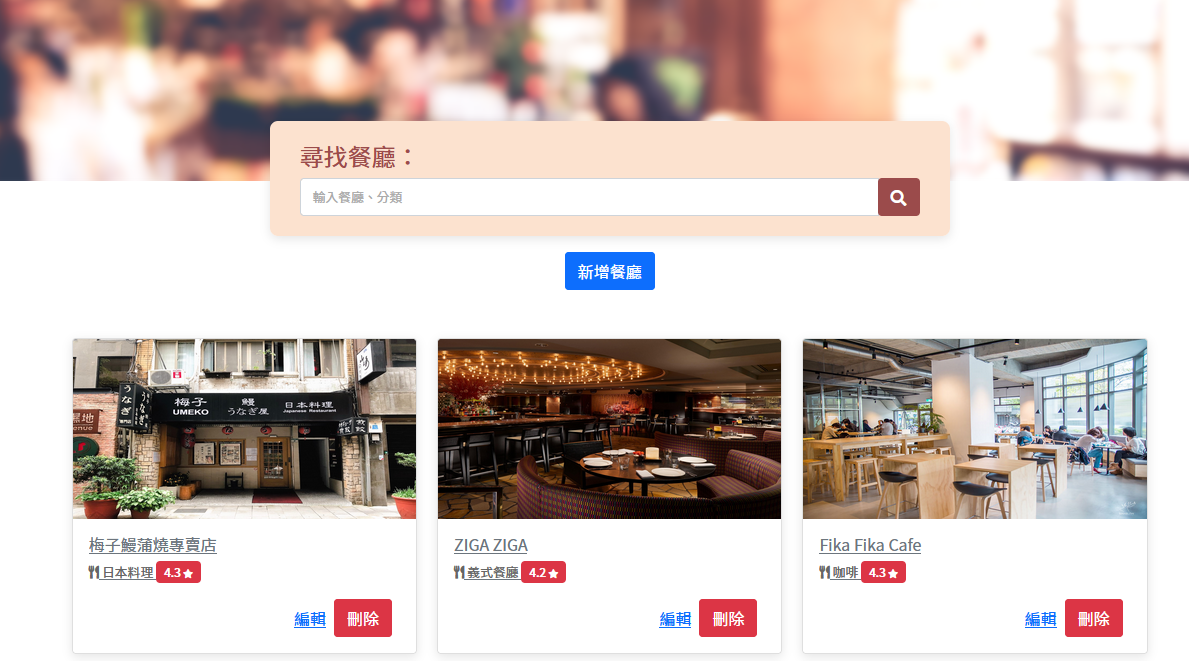 尋找餐廳：
輸入餐廳、分類
新增餐廳
梅子
UMEKO
鰻
うなぎ屋
日本料理
Japanese Restaurant
うなぎ
梅子鰻蒲燒專賣店
日本料理 4.3
編輯 刪除
ZIGA ZIGA
義式餐廳 4.2
編輯 刪除
Fika Fika Cafe
咖啡 4.3
編輯 刪除